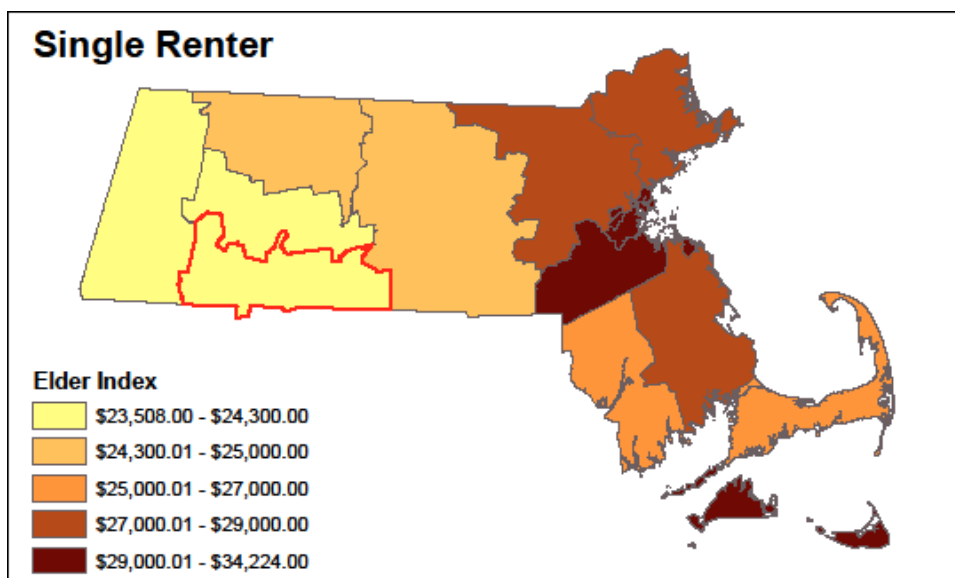 Single Renter
Elder Index
$23,508.00 - $24,300.00
$24,300.01 - $25,000.00
$25,000.01 - $27,000.00
$27,000.01 - $29,000.00
$29,000.01 - $34,224.00